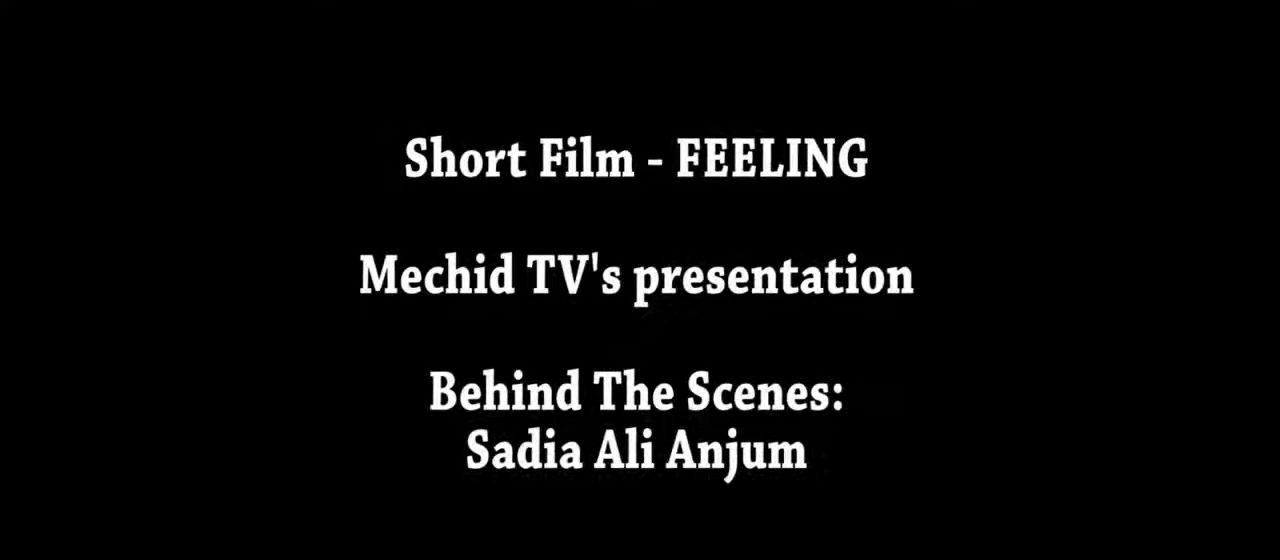 Short Film - FEELING
Mechid TV's presentation
Behind The Scenes:
Sadia Ali Anjum